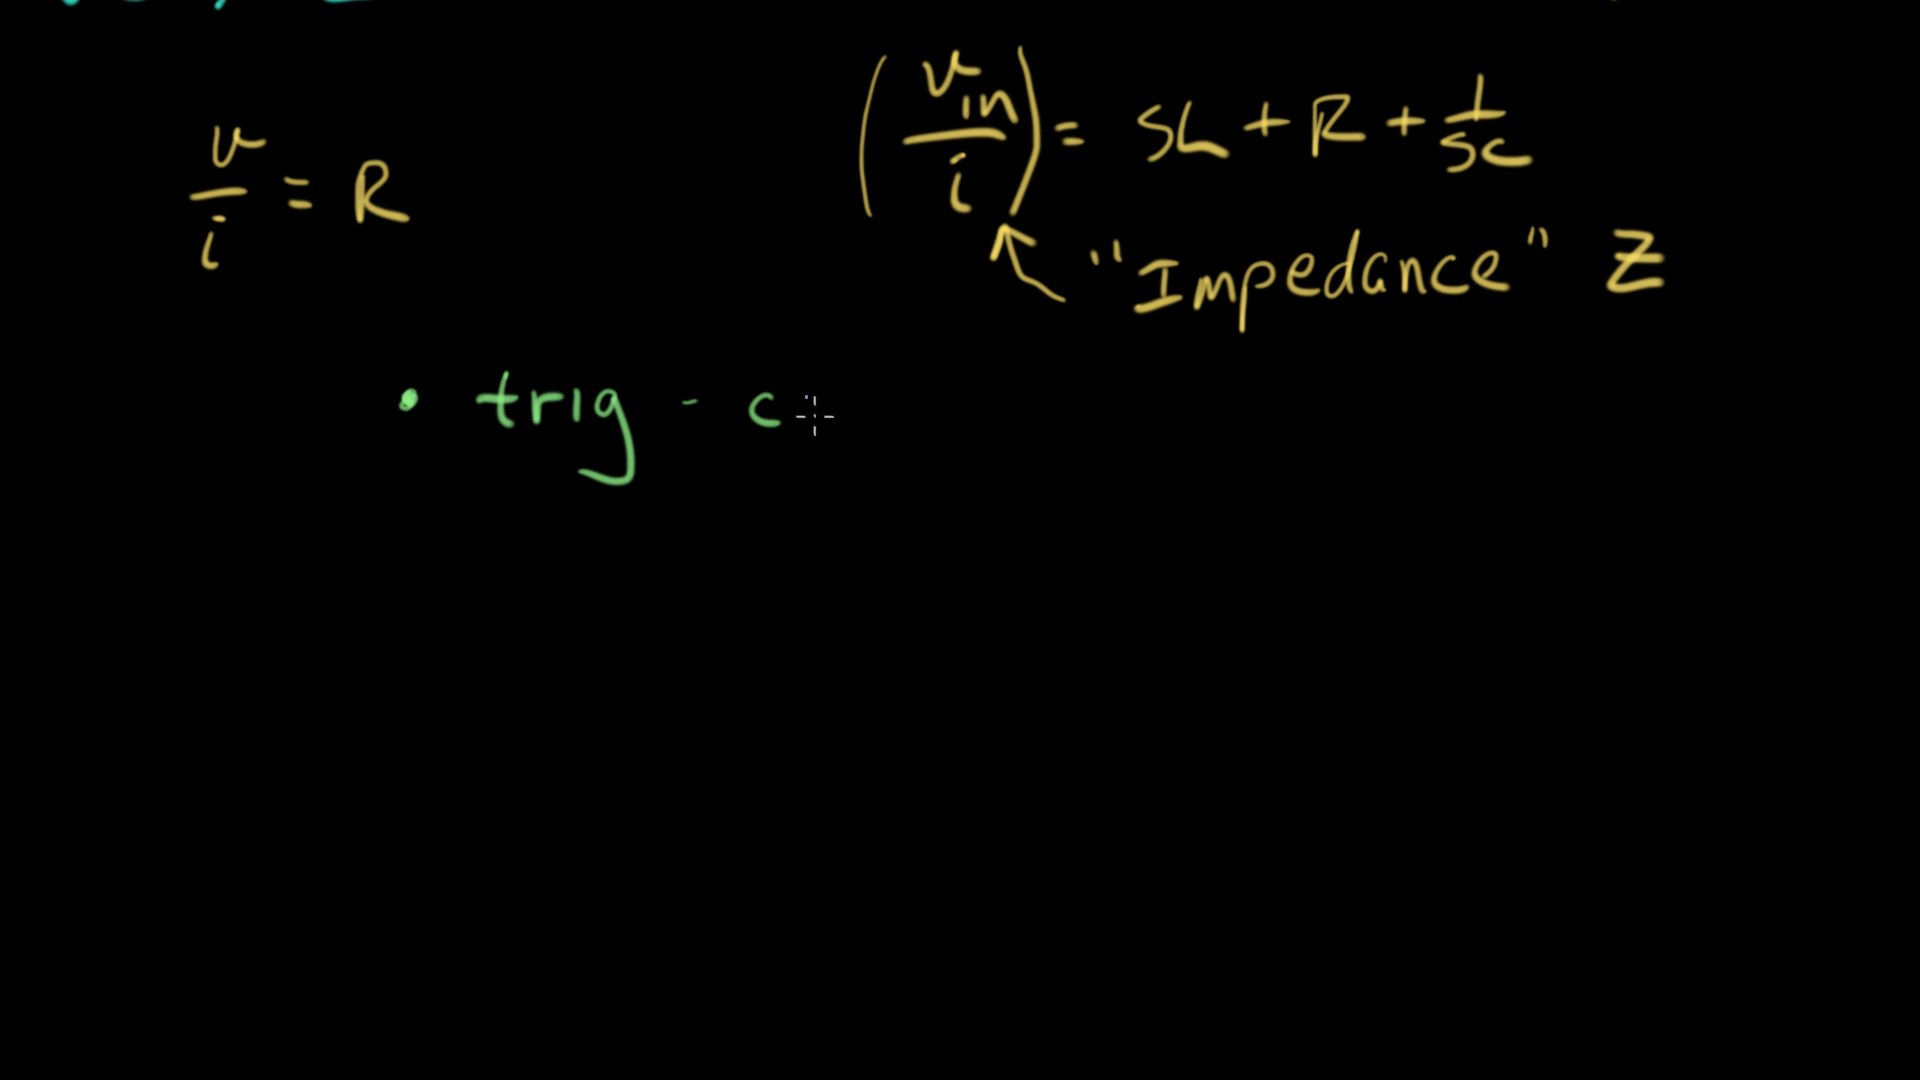 v/i = R
(v_in/i) = sL + R + 1/sC
"Impedance" Z
• trig - c